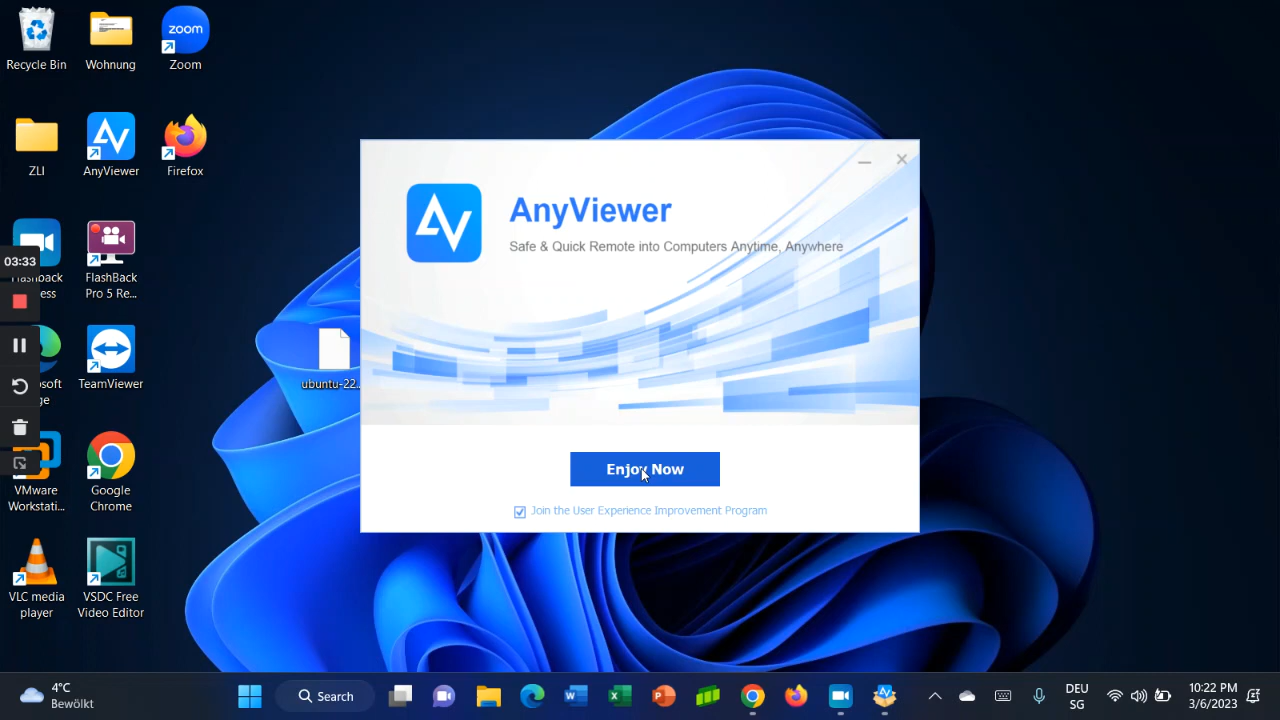 Recycle Bin
Wohnung
zoom
Zoom
ZLI
AnyViewer
Firefox
03:33
FlashBack
Pro 5 Re...
TeamViewer
ubuntu-22...
VMware
Workstati...
Google
Chrome
VLC media
player
VSDC Free
Video Editor
AnyViewer
Safe & Quick Remote into Computers Anytime, Anywhere
Enjoy Now
Join the User Experience Improvement Program
4°C
Bewölkt
Search
DEU
SG
10:22 PM
3/6/2023